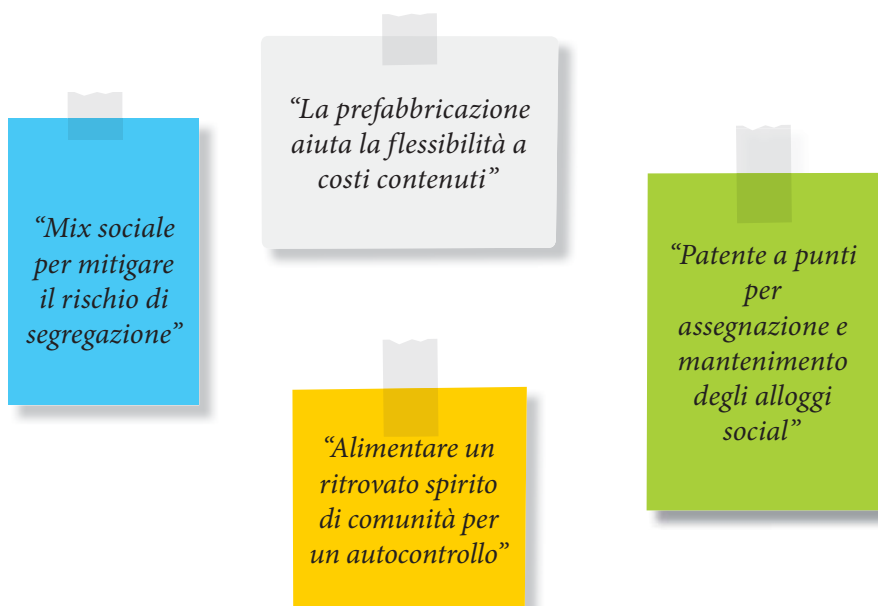 “La prefabbricazione
aiuta la flessibilità a
costi contenuti”
“Mix sociale
per mitigare
il rischio di
segregazione”
“Patente a punti
per
assegnazione e
mantenimento
degli alloggi
social”
“Alimentare un
ritrovato spirito
di comunità per
un autocontrollo”